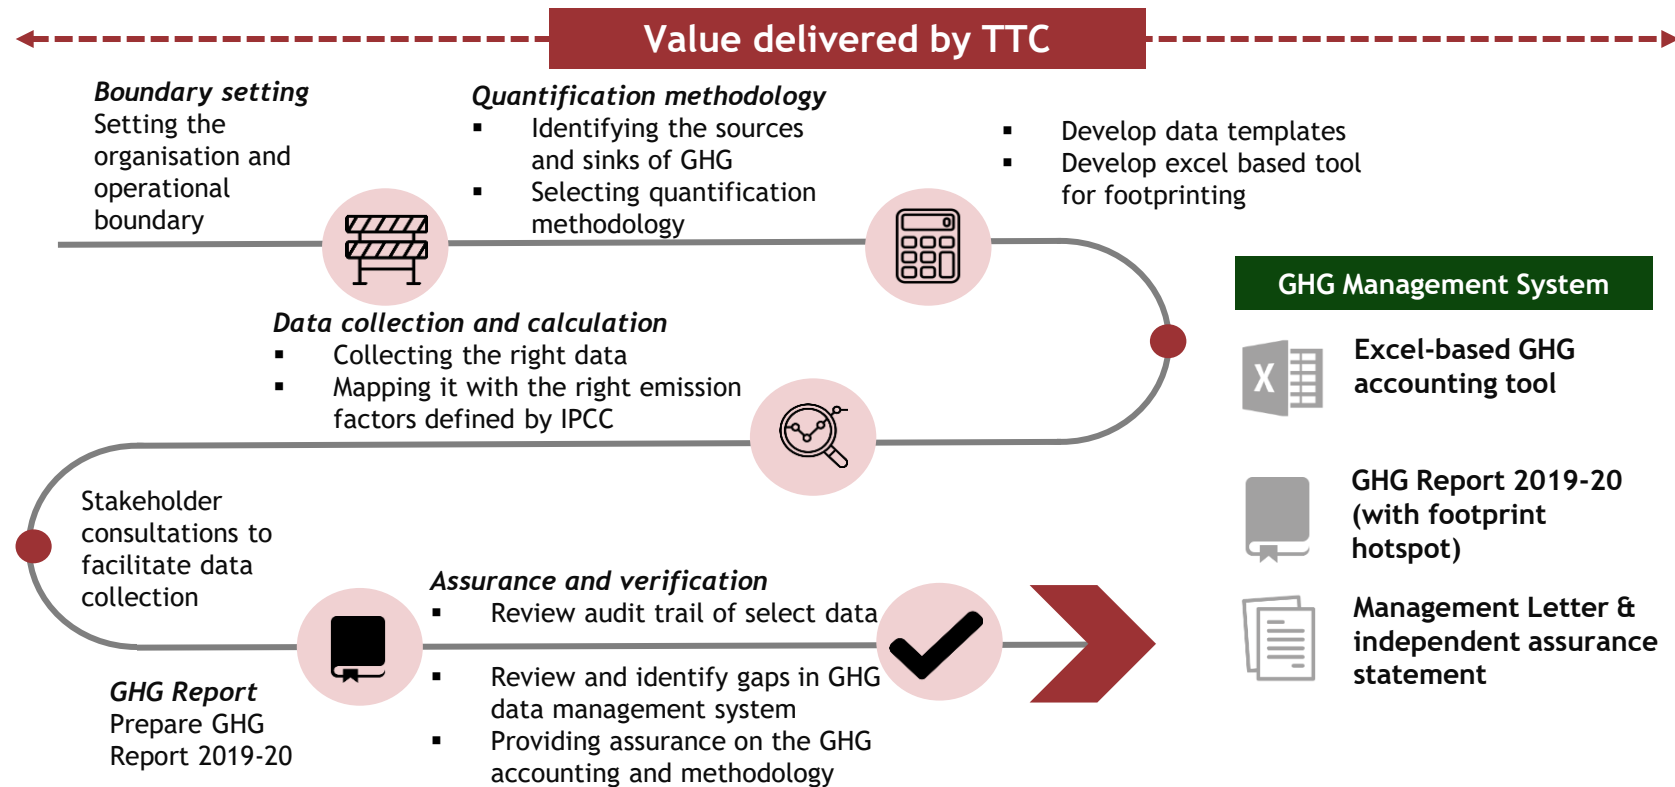 Value delivered by TTC
Boundary setting
Setting the
organisation and
operational
boundary
Quantification methodology
▪ Identifying the sources
and sinks of GHG
▪ Selecting quantification
methodology
▪ Develop data templates
▪ Develop excel based tool
for footprinting
Data collection and calculation
▪ Collecting the right data
▪ Mapping it with the right emission
factors defined by IPCC
Stakeholder
consultations to
facilitate data
collection
GHG Report
Prepare GHG
Report 2019-20
Assurance and verification
▪ Review audit trail of select data
▪ Review and identify gaps in GHG
data management system
▪ Providing assurance on the GHG
accounting and methodology
GHG Management System
X
Excel-based GHG
accounting tool
GHG Report 2019-20
(with footprint
hotspot)
Management Letter &
independent assurance
statement